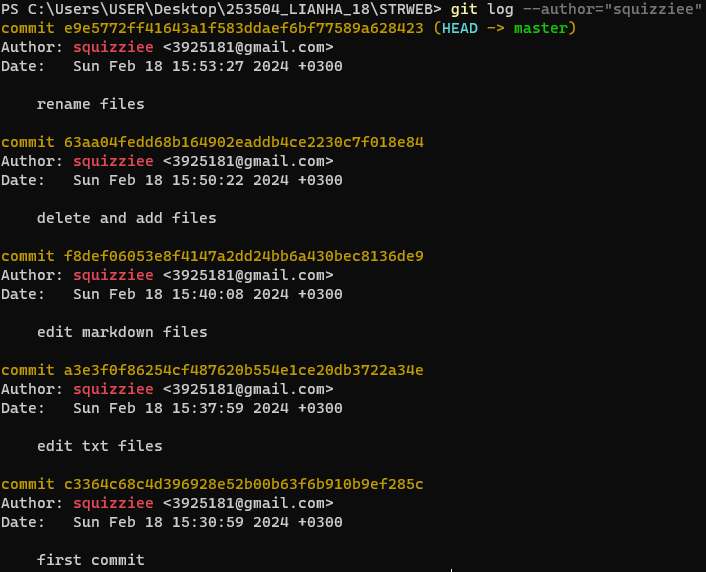 PS C:\Users\USER\Desktop\253504_LIANHA_18\STRWEB> git log --author="squizziee"
commit e9e5772ff41643a1f583ddaef6bf77589a628423 (HEAD -> master)
Author: squizziee <3925181@gmail.com>
Date:   Sun Feb 18 15:53:27 2024 +0300
rename files
commit 63aa04fedd68b164902eaddb4ce2230c7f018e84
Author: squizziee <3925181@gmail.com>
Date:   Sun Feb 18 15:50:22 2024 +0300
delete and add files
commit f8def06053e8f4147a2dd24bb6a430bec8136de9
Author: squizziee <3925181@gmail.com>
Date:   Sun Feb 18 15:40:08 2024 +0300
edit markdown files
commit a3e3f0f86254cf487620b554e1ce20db3722a34e
Author: squizziee <3925181@gmail.com>
Date:   Sun Feb 18 15:37:59 2024 +0300
edit txt files
commit c3364c68c4d396928e52b00b63f6b910b9ef285c
Author: squizziee <3925181@gmail.com>
Date:   Sun Feb 18 15:30:59 2024 +0300
first commit